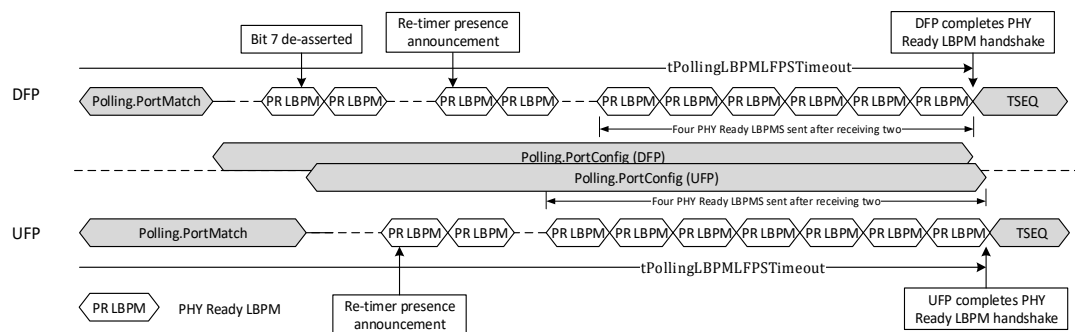 Bit 7 de-asserted
Re-timer presence
announcement
DFP completes PHY
Ready LBPM handshake
tPollingLBPMLFPSTimeout
DFP
Polling.PortMatch
PR LBPM PR LBPM PR LBPM PR LBPM PR LBPM PR LBPM PR LBPM PR LBPM PR LBPM PR LBPM TSEQ
Four PHY Ready LBPMS sent after receiving two
Polling.PortConfig (DFP)
Polling.PortConfig (UFP)
Four PHY Ready LBPMS sent after receiving two
UFP
Polling.PortMatch
PR LBPM PR LBPM PR LBPM PR LBPM PR LBPM PR LBPM PR LBPM PR LBPM PR LBPM TSEQ
tPollingLBPMLFPSTimeout
PR LBPM PHY Ready LBPM
Re-timer presence
announcement
UFP completes PHY
Ready LBPM handshake